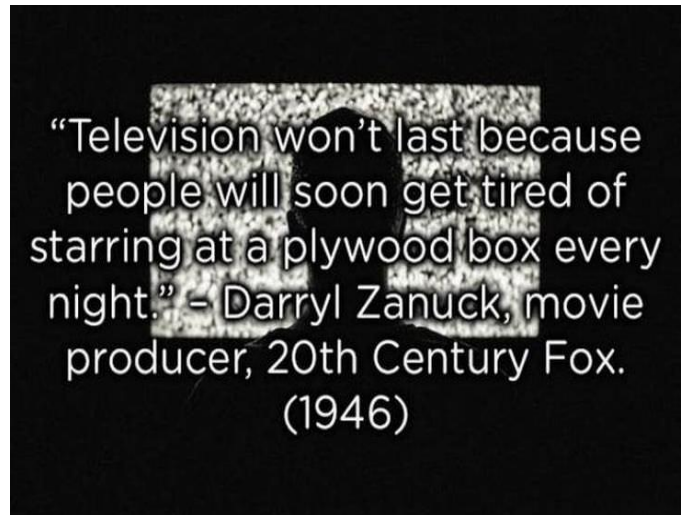 “Television won’t last because
people will soon get tired of
starring at a plywood box every
night.” – Darryl Zanuck, movie
producer, 20th Century Fox.
(1946)